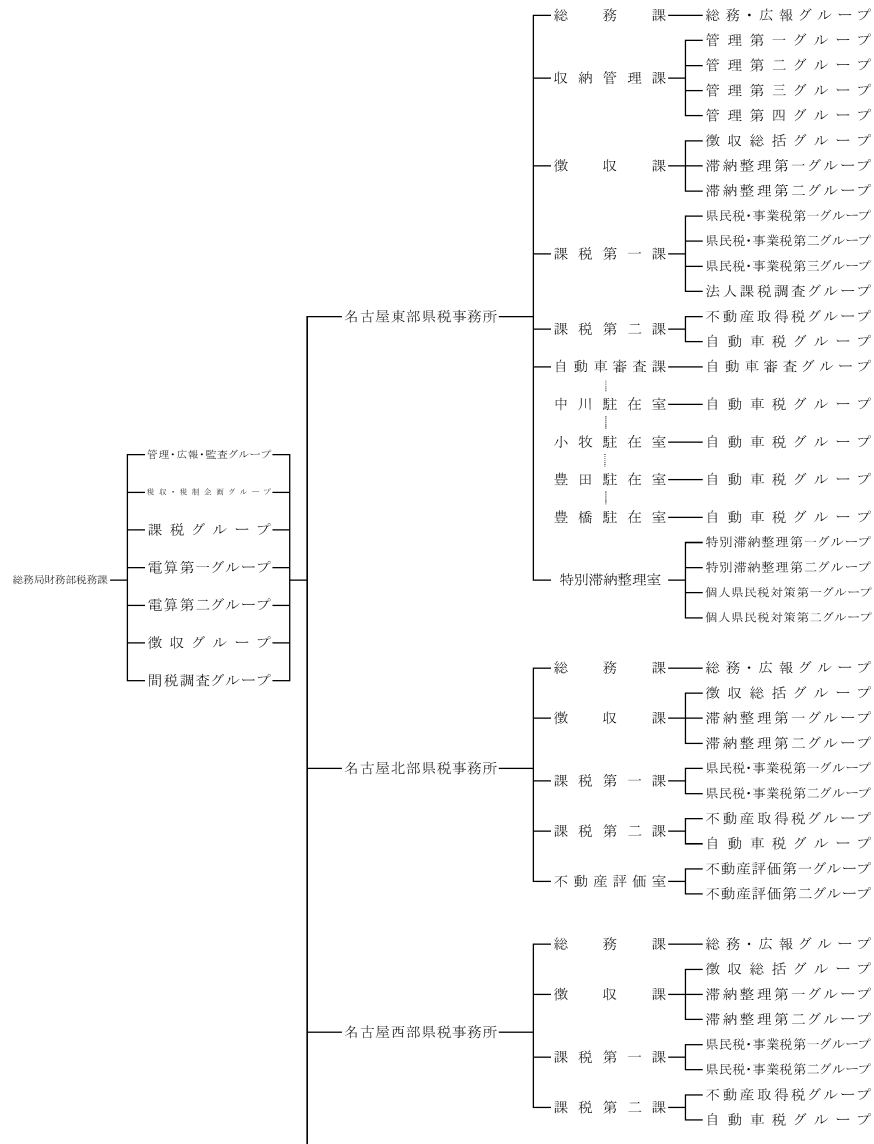 総務局財務部税務課
管理・広報・監査グループ
税収・税制企画グループ
課税グループ
電算第一グループ
電算第二グループ
徴収グループ
間税調査グループ
名古屋東部県税事務所
総務課
総務・広報グループ
収納管理課
管理第一グループ
管理第二グループ
管理第三グループ
管理第四グループ
徴収課
徴収総括グループ
滞納整理第一グループ
滞納整理第二グループ
課税第一課
県民税・事業税第一グループ
県民税・事業税第二グループ
県民税・事業税第三グループ
法人課税調査グループ
課税第二課
不動産取得税グループ
自動車税グループ
自動車審査課
自動車審査グループ
中川駐在室
自動車税グループ
小牧駐在室
自動車税グループ
豊田駐在室
自動車税グループ
豊橋駐在室
自動車税グループ
特別滞納整理室
特別滞納整理第一グループ
特別滞納整理第二グループ
個人県民税対策第一グループ
個人県民税対策第二グループ
名古屋北部県税事務所
総務課
総務・広報グループ
徴収課
徴収総括グループ
滞納整理第一グループ
滞納整理第二グループ
課税第一課
県民税・事業税第一グループ
県民税・事業税第二グループ
課税第二課
不動産取得税グループ
自動車税グループ
不動産評価室
不動産評価第一グループ
不動産評価第二グループ
名古屋西部県税事務所
総務課
総務・広報グループ
徴収課
徴収総括グループ
滞納整理第一グループ
滞納整理第二グループ
課税第一課
県民税・事業税第一グループ
県民税・事業税第二グループ
課税第二課
不動産取得税グループ
自動車税グループ